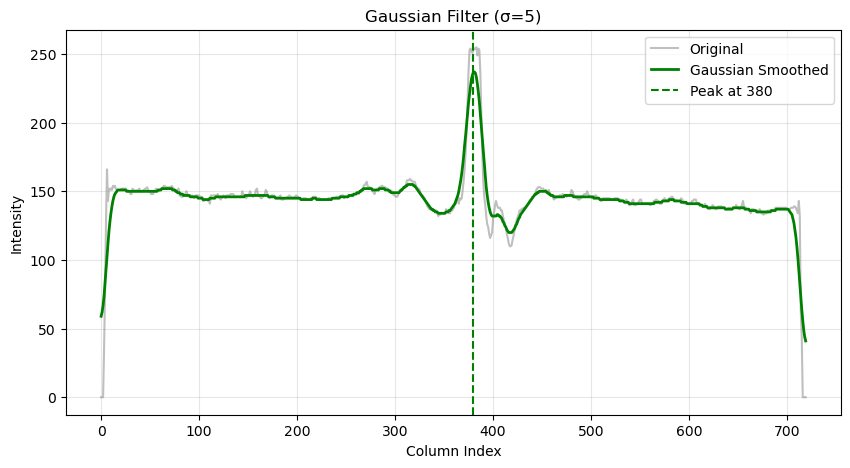 Gaussian Filter (σ=5)
Original
Gaussian Smoothed
Peak at 380
Intensity
250
200
150
100
50
0
0 100 200 300 400 500 600 700
Column Index